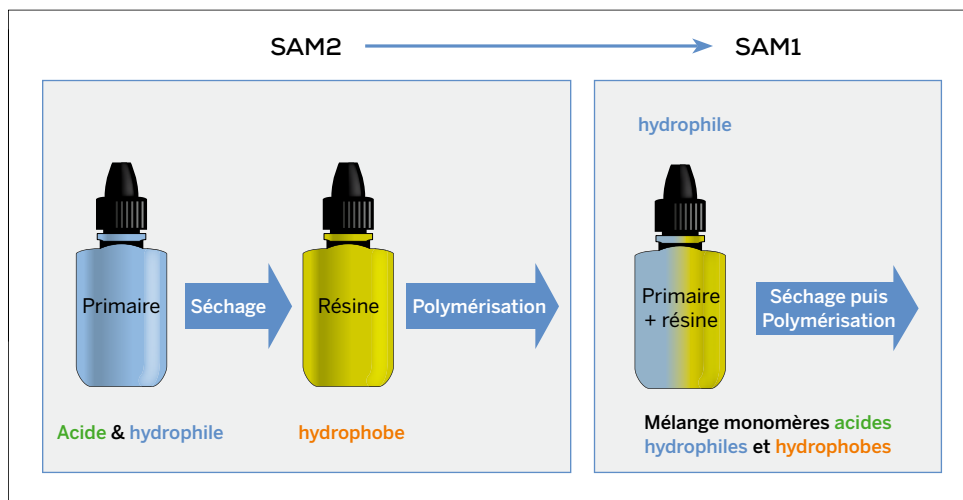 SAM2
SAM1
Primaire
Séchage
Résine
Polymérisation
Acide & hydrophile
hydrophobe
hydrophile
Primaire
+ résine
Séchage puis
Polymérisation
Mélange monomères acides
hydrophiles et hydrophobes